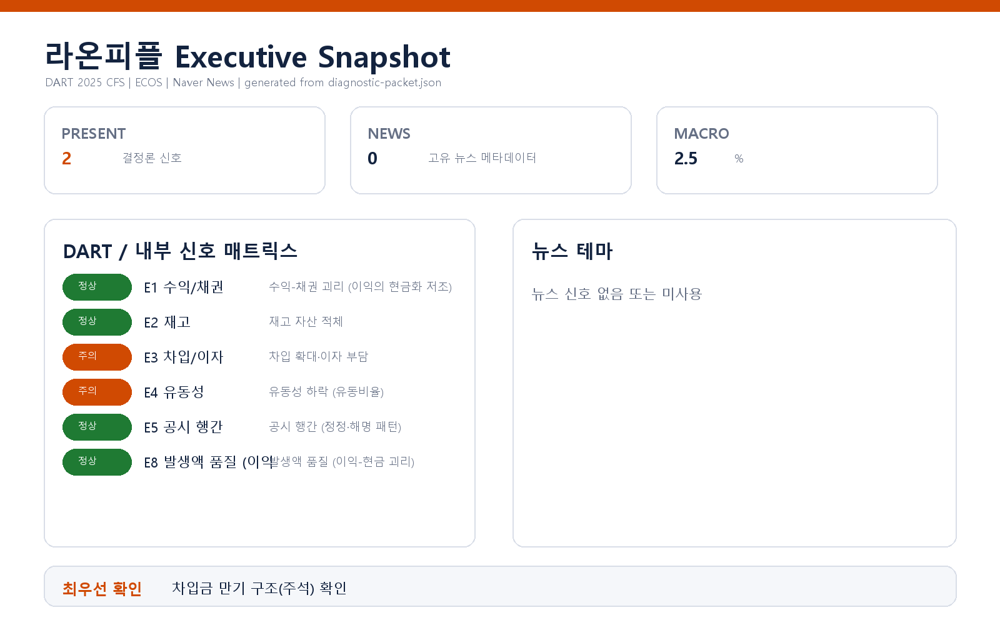 라온피플 Executive Snapshot
DART 2025 CFS | ECOS | Naver News | generated from diagnostic-packet.json
PRESENT
2 결정론 신호
NEWS
0 고유 뉴스 메타데이터
MACRO
2.5 %
DART / 내부 신호 매트릭스
정상 E1 수익/채권 수익-채권 괴리 (이익의 현금화 저조)
정상 E2 재고 재고 자산 적체
주의 E3 차입/이자 차입 확대·이자 부담
주의 E4 유동성 유동성 하락 (유동비율)
정상 E5 공시 행간 공시 행간 (정정·해명 패턴)
정상 E8 발생액 품질 (이익 발생액 품질 (이익-현금 괴리)
뉴스 테마
뉴스 신호 없음 또는 미사용
최우선 확인 차입금 만기 구조(주석) 확인